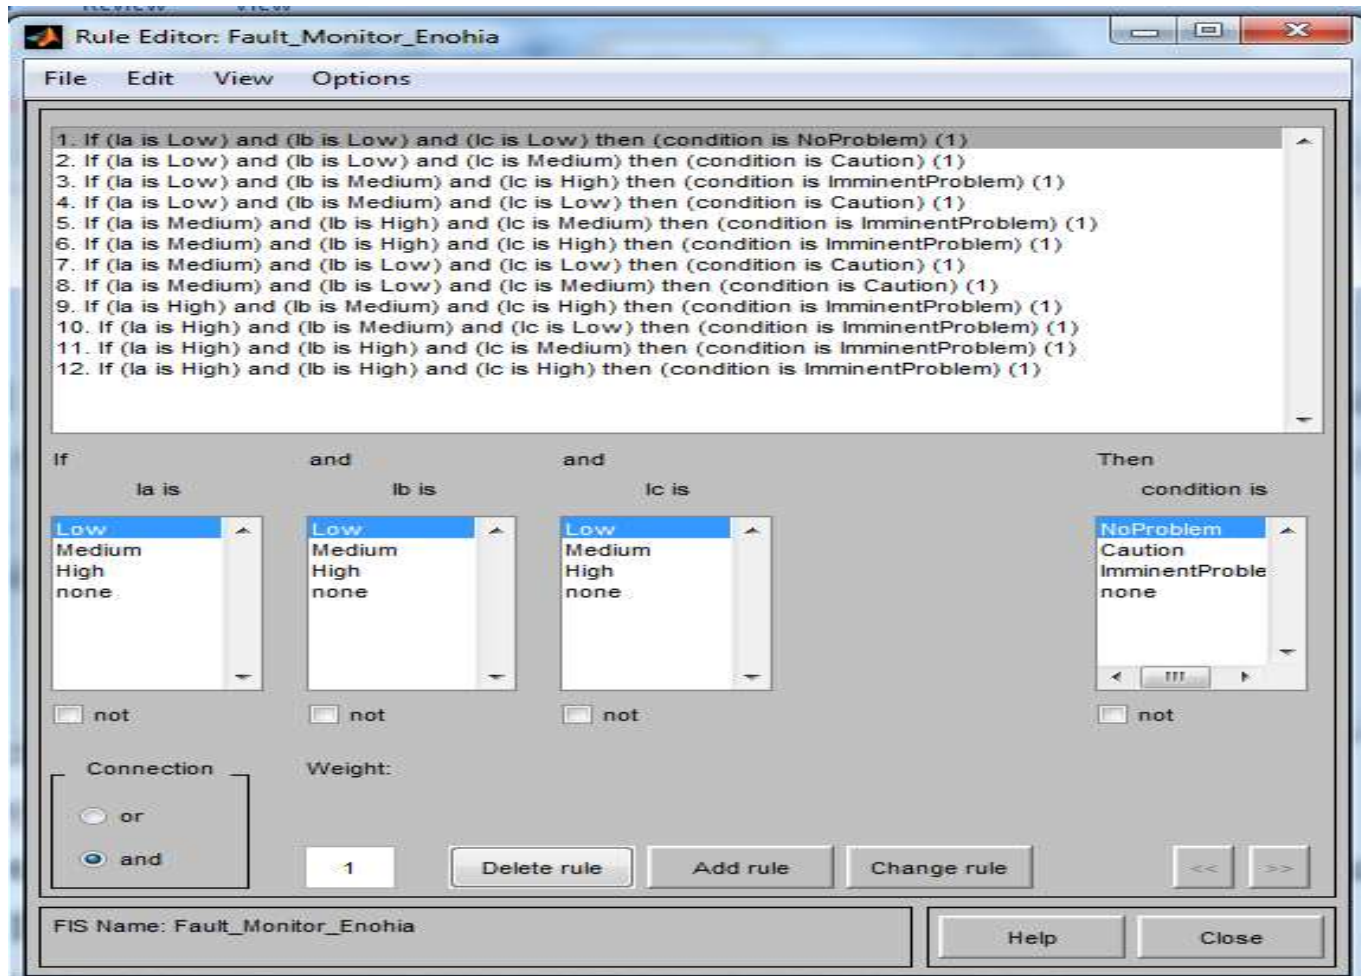 Rule Editor: Fault_Monitor_Enohia
File Edit View Options
1. If (Ia is Low) and (Ib is Low) and (Ic is Low) then (condition is NoProblem) (1)
2. If (Ia is Low) and (Ib is Low) and (Ic is Medium) then (condition is Caution) (1)
3. If (Ia is Low) and (Ib is Medium) and (Ic is High) then (condition is ImminentProblem) (1)
4. If (Ia is Low) and (Ib is Medium) and (Ic is Low) then (condition is Caution) (1)
5. If (Ia is Medium) and (Ib is High) and (Ic is Medium) then (condition is ImminentProblem) (1)
6. If (Ia is Medium) and (Ib is High) and (Ic is High) then (condition is ImminentProblem) (1)
7. If (Ia is Medium) and (Ib is Low) and (Ic is Low) then (condition is Caution) (1)
8. If (Ia is Medium) and (Ib is Low) and (Ic is Medium) then (condition is Caution) (1)
9. If (Ia is High) and (Ib is Medium) and (Ic is High) then (condition is ImminentProblem) (1)
10. If (Ia is High) and (Ib is Medium) and (Ic is Low) then (condition is ImminentProblem) (1)
11. If (Ia is High) and (Ib is High) and (Ic is Medium) then (condition is ImminentProblem) (1)
12. If (Ia is High) and (Ib is High) and (Ic is High) then (condition is ImminentProblem) (1)
If and and Then
Ia is Ib is Ic is condition is
Low Low Low NoProblem
Medium Medium Medium Caution
High High High ImminentProble
none none none none
not not not not
Connection Weight:
or
and 1 Delete rule Add rule Change rule << >>
FIS Name: Fault_Monitor_Enohia Help Close